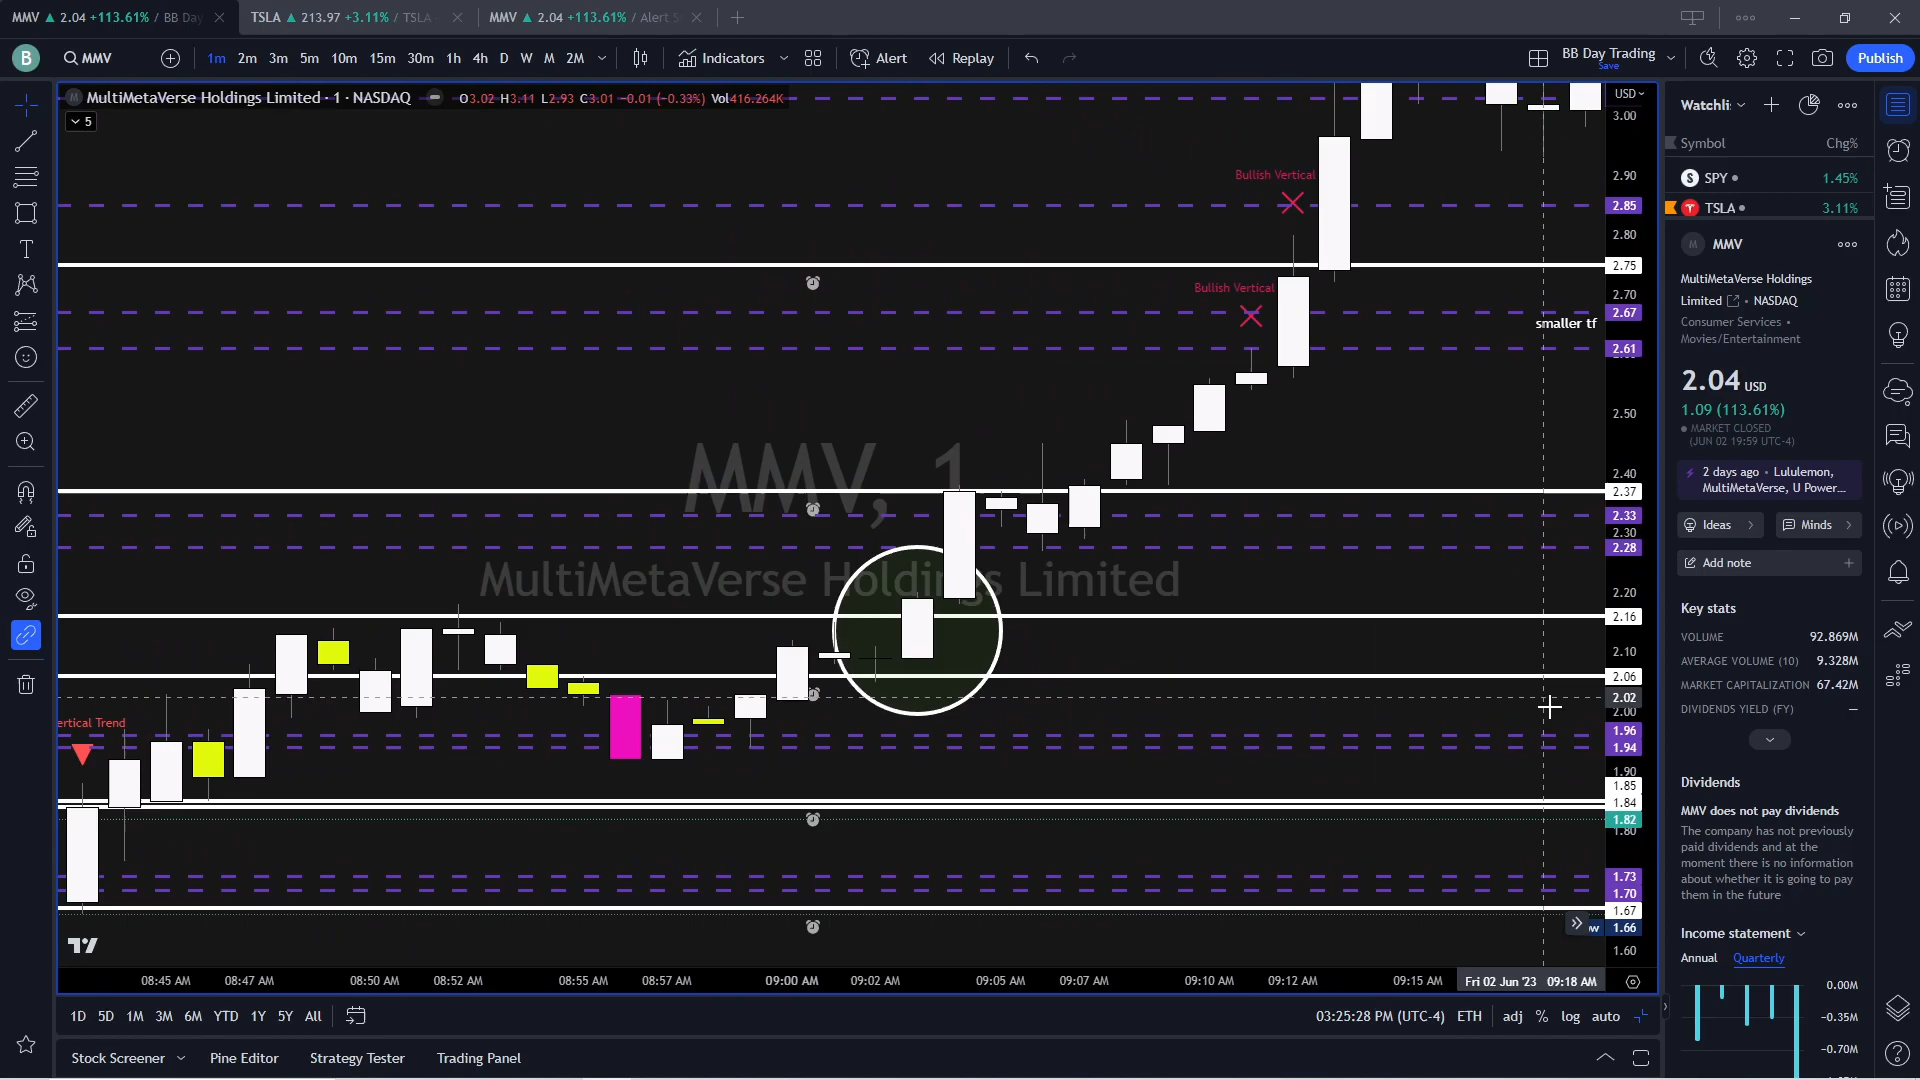 MMV ▲ 2.04 +113.61% / BB Day
TSLA ▲ 213.97 +3.11% / TSLA
MMV ▲ 2.04 +113.61% / Alert S
B
MMV
1m 2m 3m 5m 10m 15m 30m 1h 4h D W M 2M
Indicators
Alert
Replay
BB Day Trading
Save
Publish
MultiMetaVerse Holdings Limited · 1 · NASDAQ
O3.02 H3.11 L2.93 C3.01 −0.01 (−0.33%) Vol416.264K
5
USD
3.00
2.90
2.85
2.80
2.75
2.70
2.67
2.61
2.50
2.40
2.37
2.33
2.30
2.28
2.20
2.16
2.10
2.06
2.02
2.00
1.96
1.94
1.90
1.85
1.84
1.82
1.80
1.73
1.70
1.67
1.66
1.60
Bullish Vertical
Bullish Vertical
smaller tf
MMV, 1
MultiMetaVerse Holdings Limited
ertical Trend
ow
08:45 AM 08:47 AM 08:50 AM 08:52 AM 08:55 AM 08:57 AM 09:00 AM 09:02 AM 09:05 AM 09:07 AM 09:10 AM 09:12 AM 09:15 AM Fri 02 Jun '23 09:18 AM
1D 5D 1M 3M 6M YTD 1Y 5Y All
03:25:28 PM (UTC-4) ETH adj % log auto
Stock Screener
Pine Editor
Strategy Tester
Trading Panel
Watchli
Symbol Chg%
S SPY 1.45%
TSLA 3.11%
M MMV
MultiMetaVerse Holdings
Limited • NASDAQ
Consumer Services •
Movies/Entertainment
2.04 USD
1.09 (113.61%)
MARKET CLOSED
(JUN 02 19:59 UTC-4)
2 days ago • Lululemon,
MultiMetaVerse, U Power...
Ideas
Minds
Add note
Key stats
VOLUME 92.869M
AVERAGE VOLUME (10) 9.328M
MARKET CAPITALIZATION 67.42M
DIVIDENDS YIELD (FY) —
Dividends
MMV does not pay dividends
The company has not previously
paid dividends and at the
moment there is no information
about whether it is going to pay
them in the future
Income statement
Annual Quarterly
0.00M
−0.35M
−0.70M